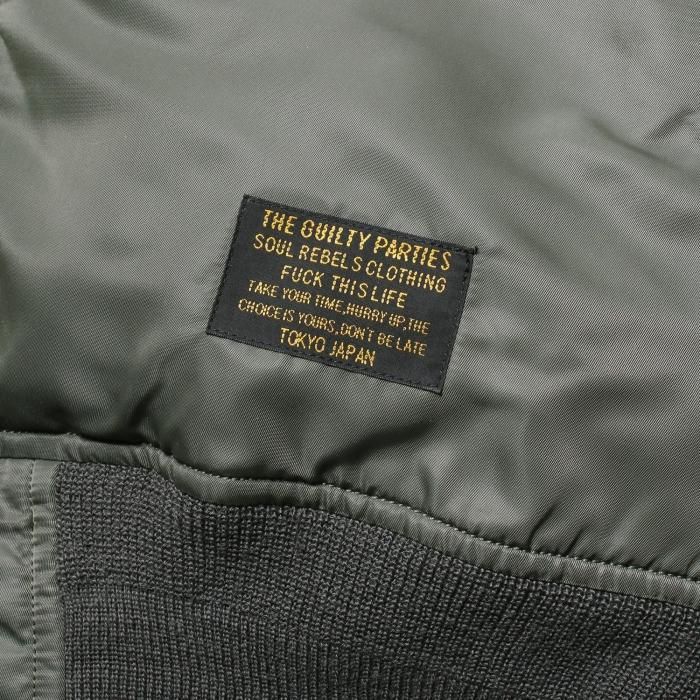 THE GUILTY PARTIES
SOUL REBELS CLOTHING
FUCK THIS LIFE
TAKE YOUR TIME,HURRY UP,THE
CHOICE IS YOURS,DON'T BE LATE
TOKYO JAPAN